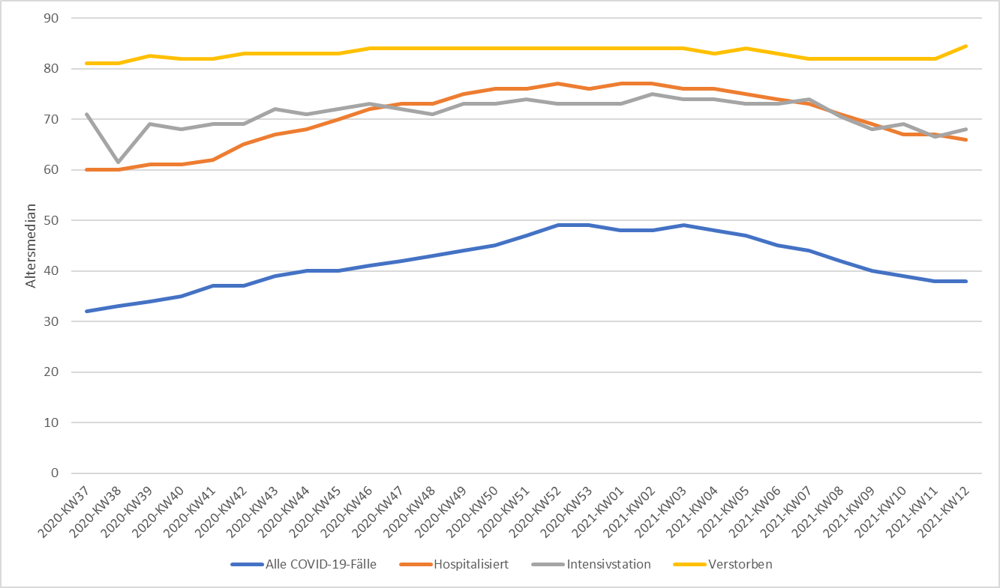 90
80
70
60
50
40
30
20
10
0
Altersmedian
2020-KW37
2020-KW38
2020-KW39
2020-KW40
2020-KW41
2020-KW42
2020-KW43
2020-KW44
2020-KW45
2020-KW46
2020-KW47
2020-KW48
2020-KW49
2020-KW50
2020-KW51
2020-KW52
2020-KW53
2021-KW01
2021-KW02
2021-KW03
2021-KW04
2021-KW05
2021-KW06
2021-KW07
2021-KW08
2021-KW09
2021-KW10
2021-KW11
2021-KW12
Alle COVID-19-Fälle Hospitalisiert Intensivstation Verstorben